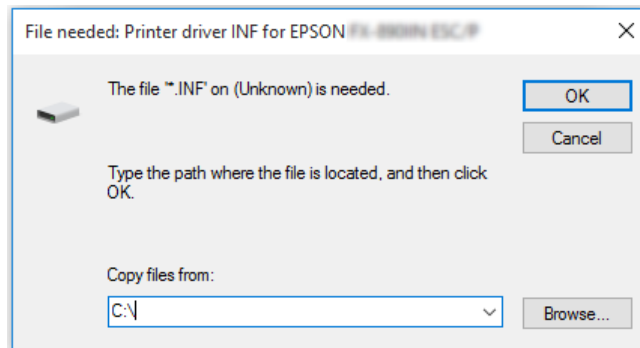 File needed: Printer driver INF for EPSON
The file '*.INF' on (Unknown) is needed.
OK
Cancel
Type the path where the file is located, and then click
OK.
Copy files from:
C:\
Browse...